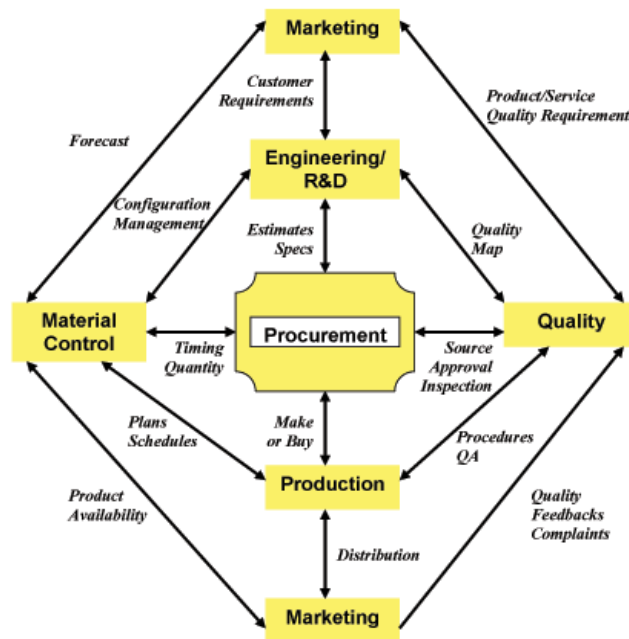 Marketing
Customer
Requirements
Product/Service
Quality Requirement
Forecast
Engineering/
R&D
Configuration
Management
Estimates
Specs
Quality
Map
Material
Control
Procurement
Quality
Timing
Quantity
Source
Approval
Inspection
Plans
Schedules
Make
or Buy
Procedures
QA
Production
Product
Availability
Quality
Feedbacks
Complaints
Distribution
Marketing